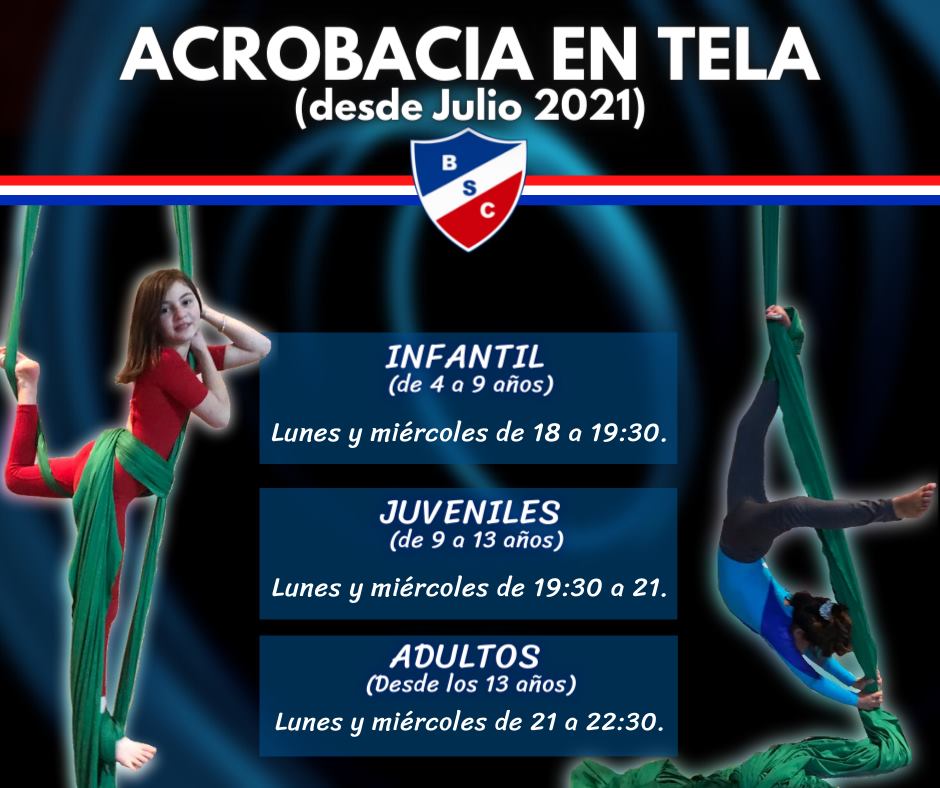 ACROBACIA EN TELA
(desde Julio 2021)
B
S
C
INFANTIL
(de 4 a 9 años)
Lunes y miércoles de 18 a 19:30.
JUVENILES
(de 9 a 13 años)
Lunes y miércoles de 19:30 a 21.
ADULTOS
(Desde los 13 años)
Lunes y miércoles de 21 a 22:30.